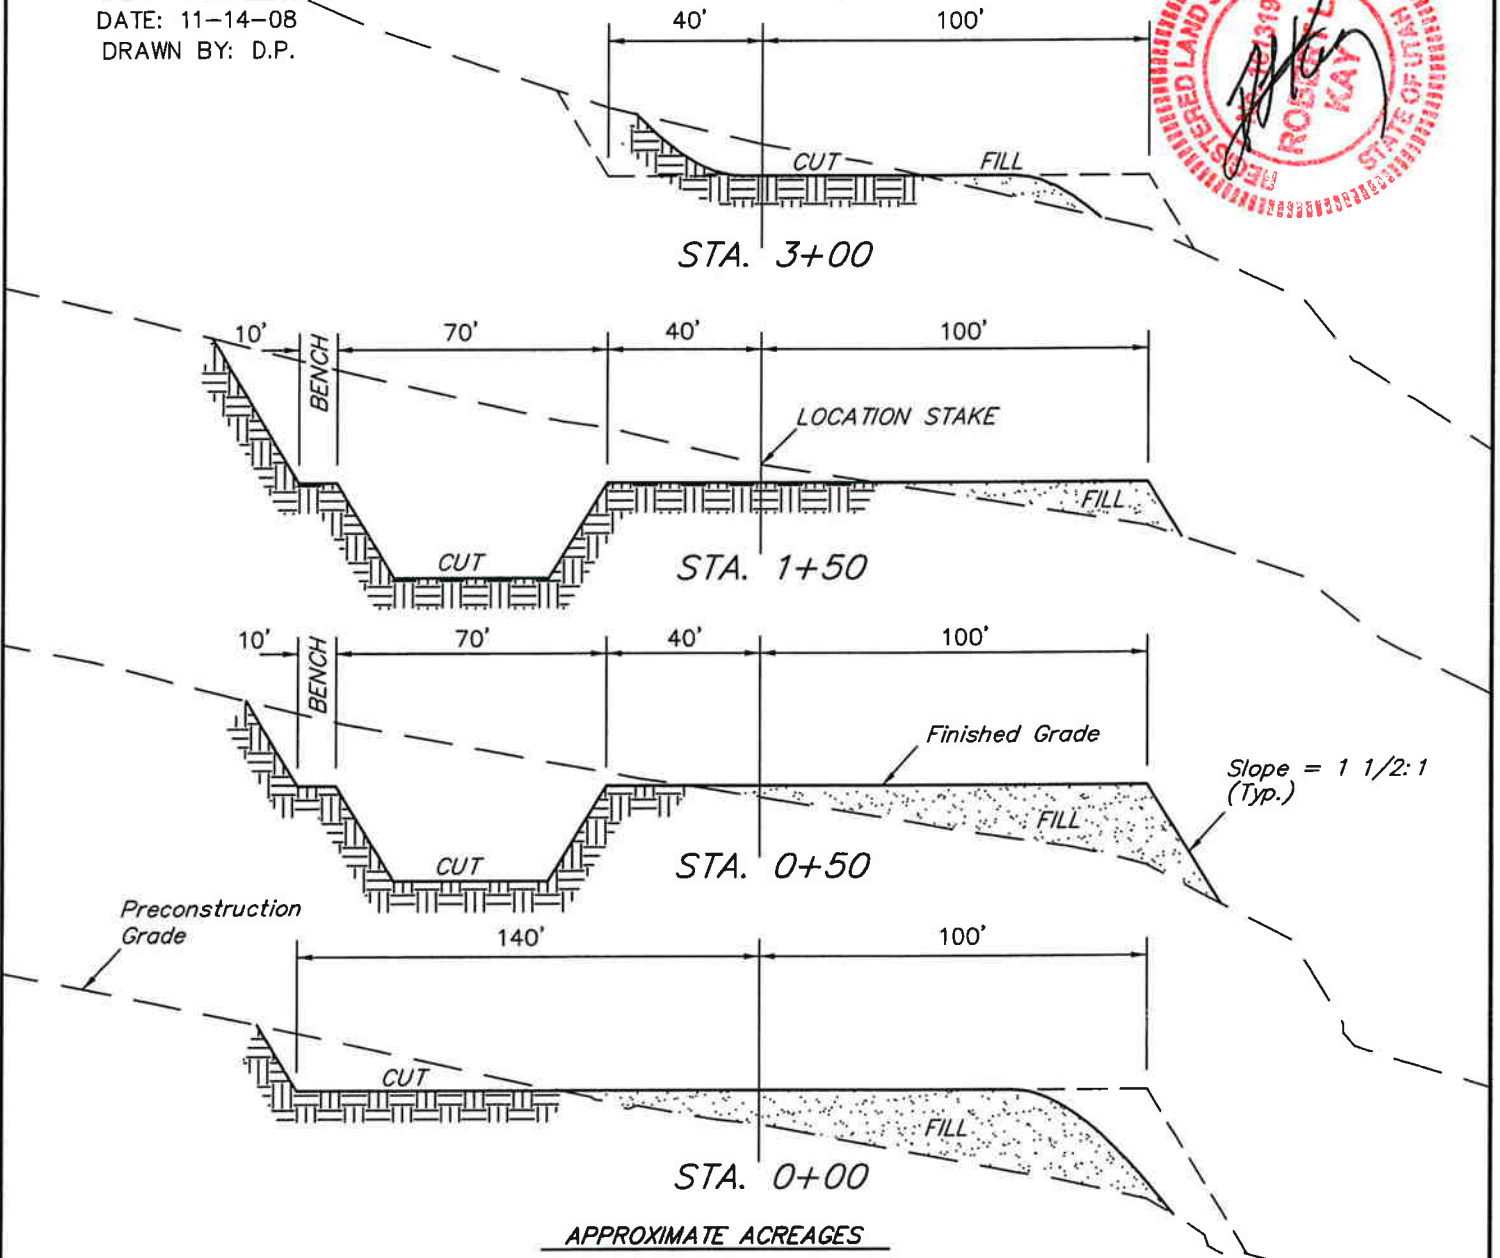 DATE: 11-14-08
DRAWN BY: D.P.
40' 100'
REGISTERED LAND
ROBERT L.
KAY
STATE OF UTAH
CUT FILL
STA. 3+00
10' BENCH 70' 40' 100'
LOCATION STAKE
CUT FILL
STA. 1+50
10' BENCH 70' 40' 100'
Finished Grade
Slope = 1 1/2:1
(Typ.)
CUT FILL
STA. 0+50
Preconstruction
Grade
140' 100'
CUT FILL
STA. 0+00
APPROXIMATE ACREAGES